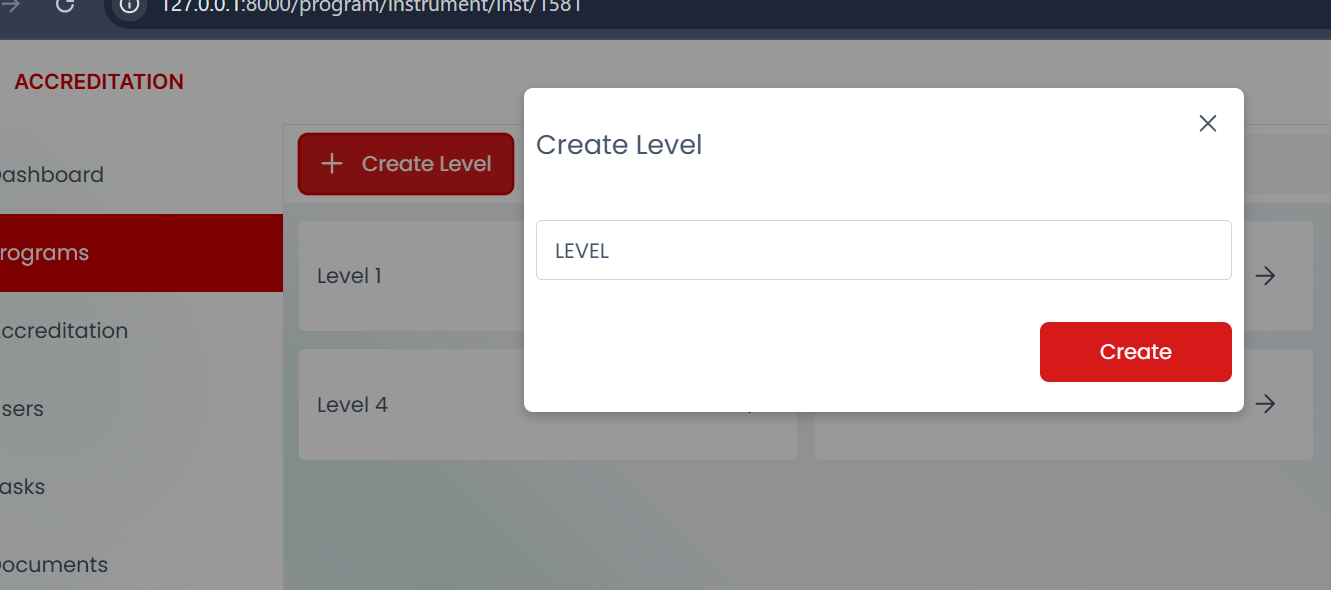 127.0.0.1:8000/program/instrument/inst/1581
ACCREDITATION
Create Level
ashboard
rograms
ccreditation
sers
asks
ocuments
Create Level
Level 1
Level 4
LEVEL
Create